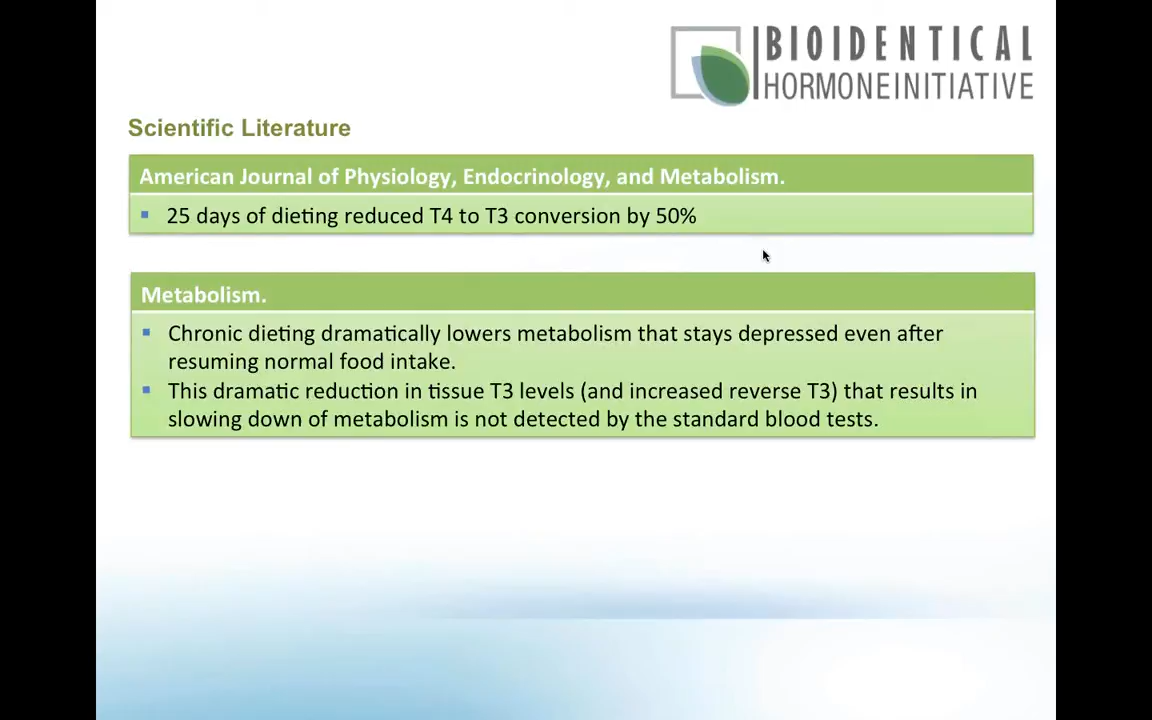 BIOIDENTICAL
HORMONEINITIATIVE
Scientific Literature
American Journal of Physiology, Endocrinology, and Metabolism.
▪ 25 days of dieting reduced T4 to T3 conversion by 50%
Metabolism.
▪ Chronic dieting dramatically lowers metabolism that stays depressed even after
resuming normal food intake.
▪ This dramatic reduction in tissue T3 levels (and increased reverse T3) that results in
slowing down of metabolism is not detected by the standard blood tests.